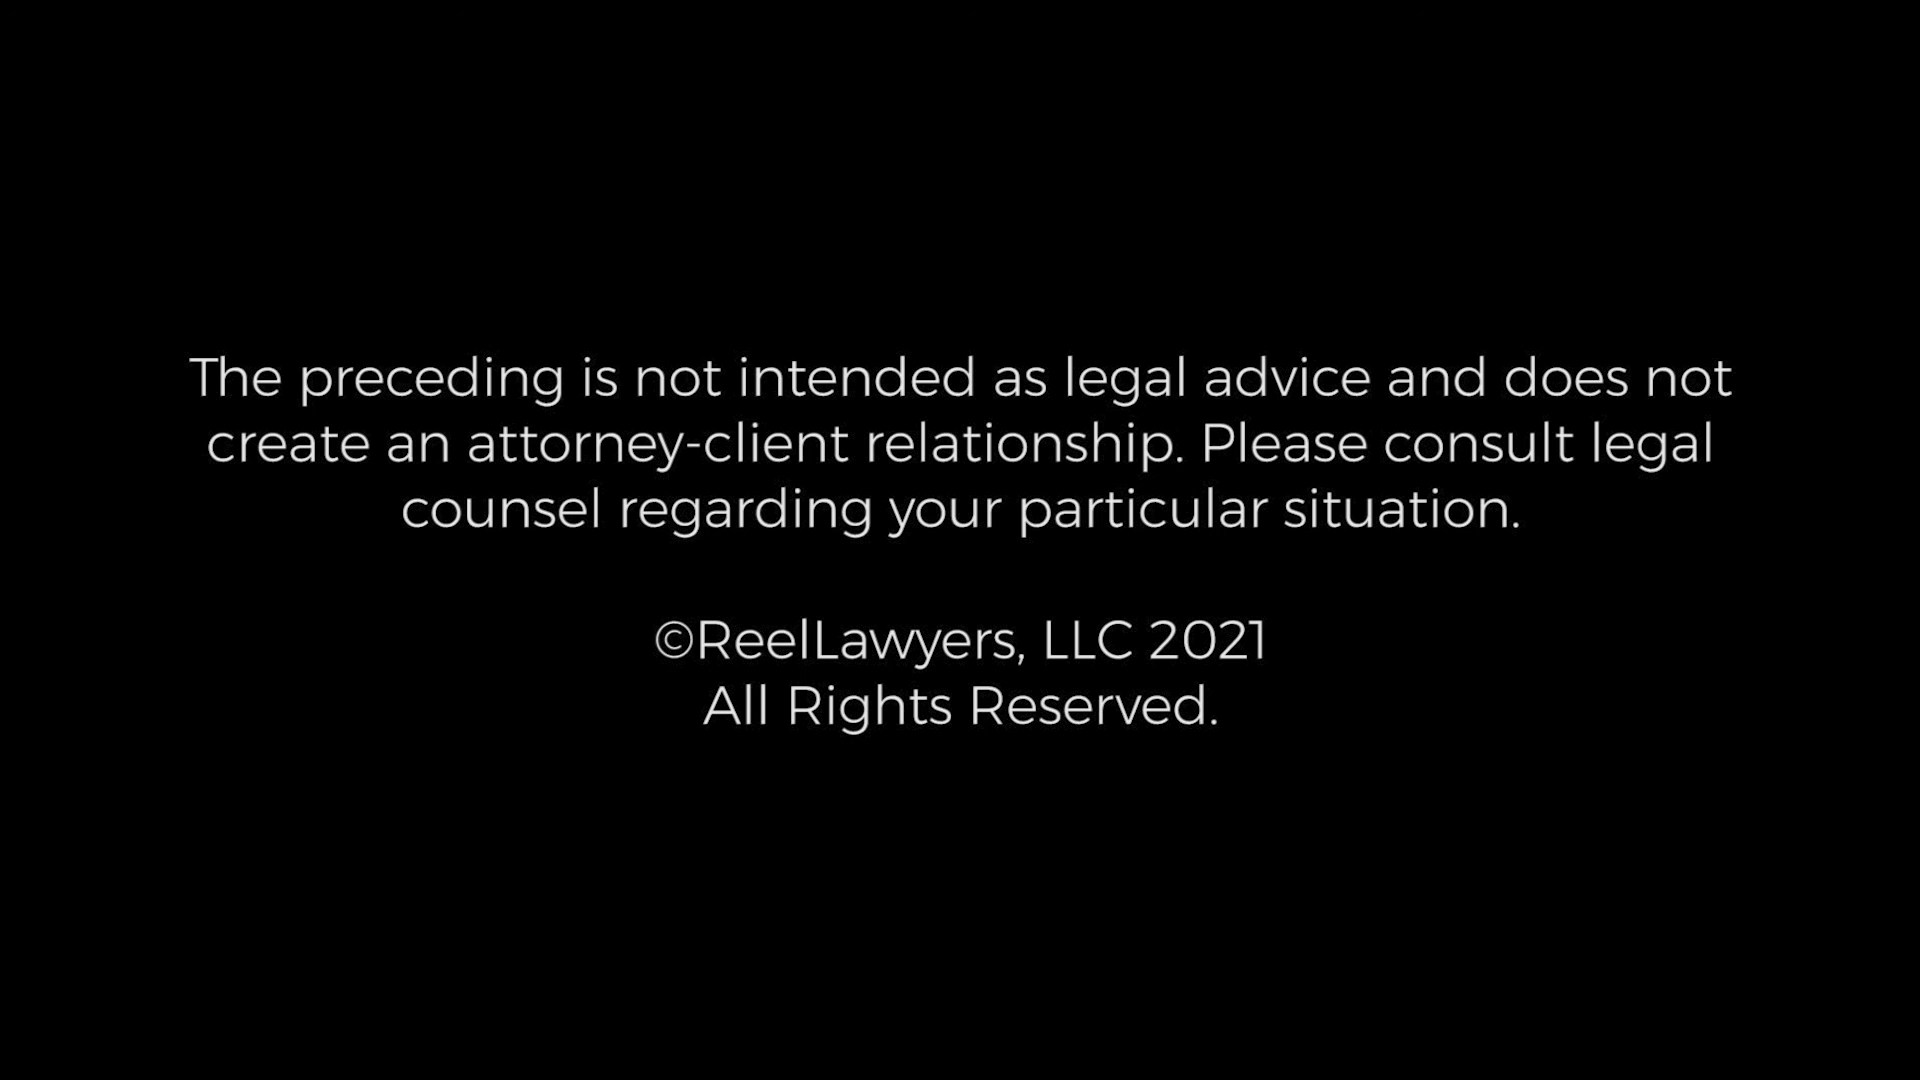 The preceding is not intended as legal advice and does not
create an attorney-client relationship. Please consult legal
counsel regarding your particular situation.
©ReelLawyers, LLC 2021
All Rights Reserved.